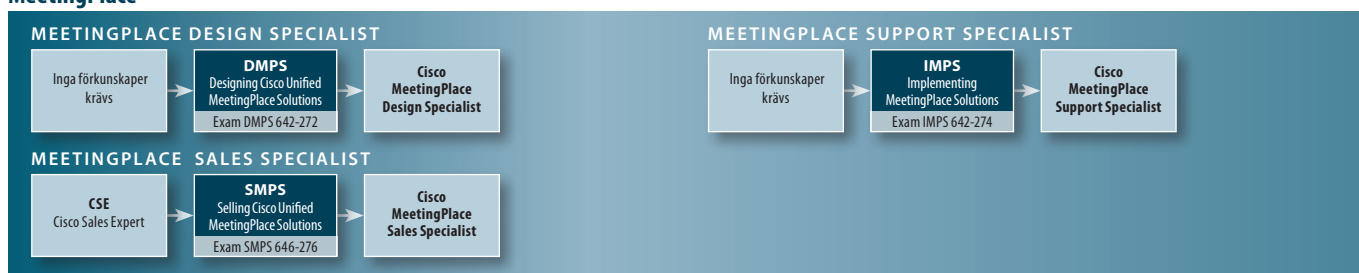 MEETINGPLACE DESIGN SPECIALIST
Inga förkunskaper
krävs
DMPS
Designing Cisco Unified
MeetingPlace Solutions
Exam DMPS 642-272
Cisco
MeetingPlace
Design Specialist
MEETINGPLACE SUPPORT SPECIALIST
Inga förkunskaper
krävs
IMPS
Implementing
MeetingPlace Solutions
Exam IMPS 642-274
Cisco
MeetingPlace
Support Specialist
MEETINGPLACE SALES SPECIALIST
CSE
Cisco Sales Expert
SMPS
Selling Cisco Unified
MeetingPlace Solutions
Exam SMPS 646-276
Cisco
MeetingPlace
Sales Specialist